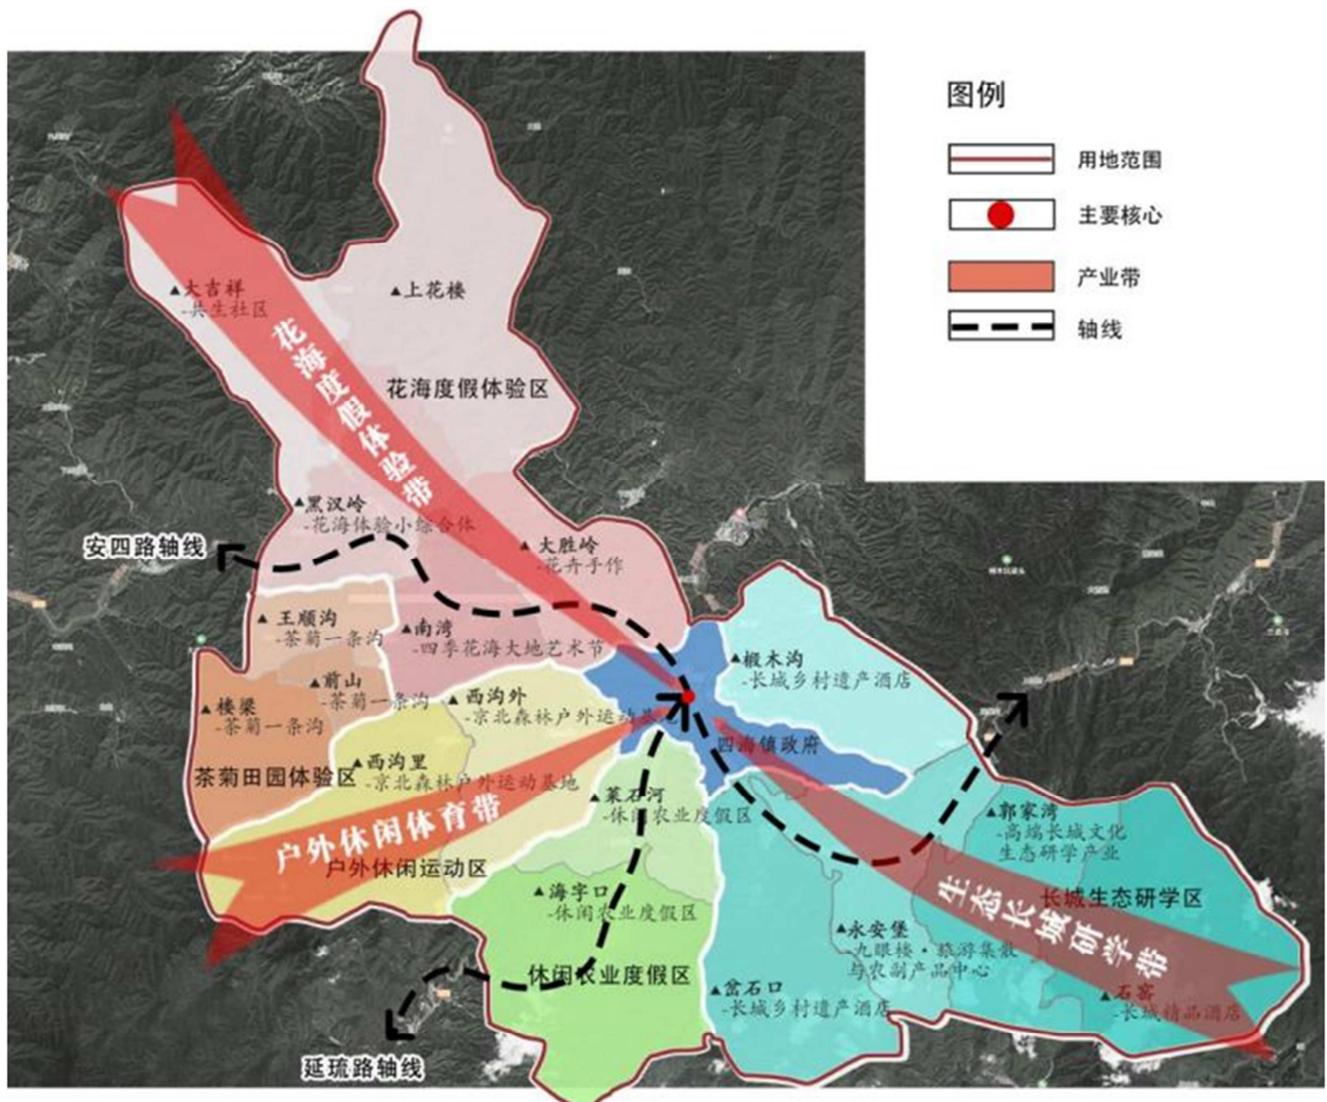 图例
用地范围
主要核心
产业带
轴线
大吉祥
-共生社区
上花楼
花海度假体验带
花海度假体验区
黑汉岭
-花海体验小综合体
安四路轴线
大胜岭
-花卉手作
王顺沟
-茶菊一条沟
南湾
-四季花海大地艺术节
椴木沟
-长城乡村遗产酒店
前山
-茶菊一条沟
楼梁
-茶菊一条沟
西沟外
-京北森林户外运动基地
四海镇政府
茶菊田园体验区
西沟里
-京北森林户外运动基地
菜石河
-休闲农业度假区
户外休闲体育带
户外休闲运动区
郭家湾
-高端长城文化
生态研学产业
长城生态研学区
生态长城研学带
海字口
-休闲农业度假区
永安堡
-九眼楼·旅游集散
与农副产品中心
休闲农业度假区
岔石口
-长城乡村遗产酒店
石窑
-长城精品酒店
延琉路轴线